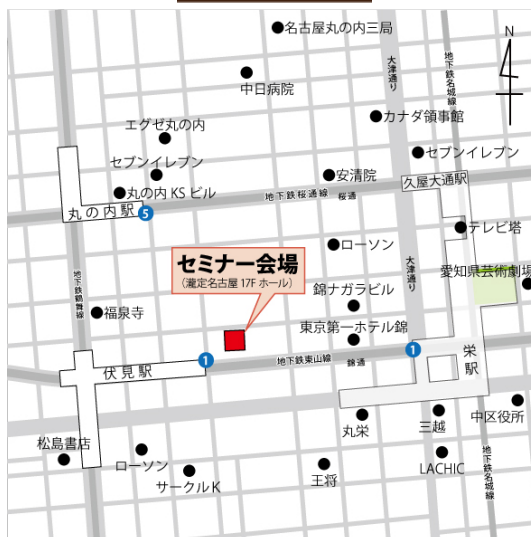 名古屋丸の内三局
N
大津通り
地下鉄名城線
中日病院
カナダ領事館
エグゼ丸の内
セブンイレブン
セブンイレブン
安清院
久屋大通駅
丸の内KSビル
地下鉄桜通線
桜通
丸の内駅
5
テレビ塔
ローソン
セミナー会場
(瀧定名古屋17Fホール)
大津通り
愛知県芸術劇場
地下鉄鶴舞線
錦ナガラビル
福泉寺
東京第一ホテル錦
1
地下鉄東山線
錦通
1
栄駅
伏見駅
丸栄
三越
中区役所
松島書店
ローソン
サークルK
王将
LACHIC
地下鉄名城線